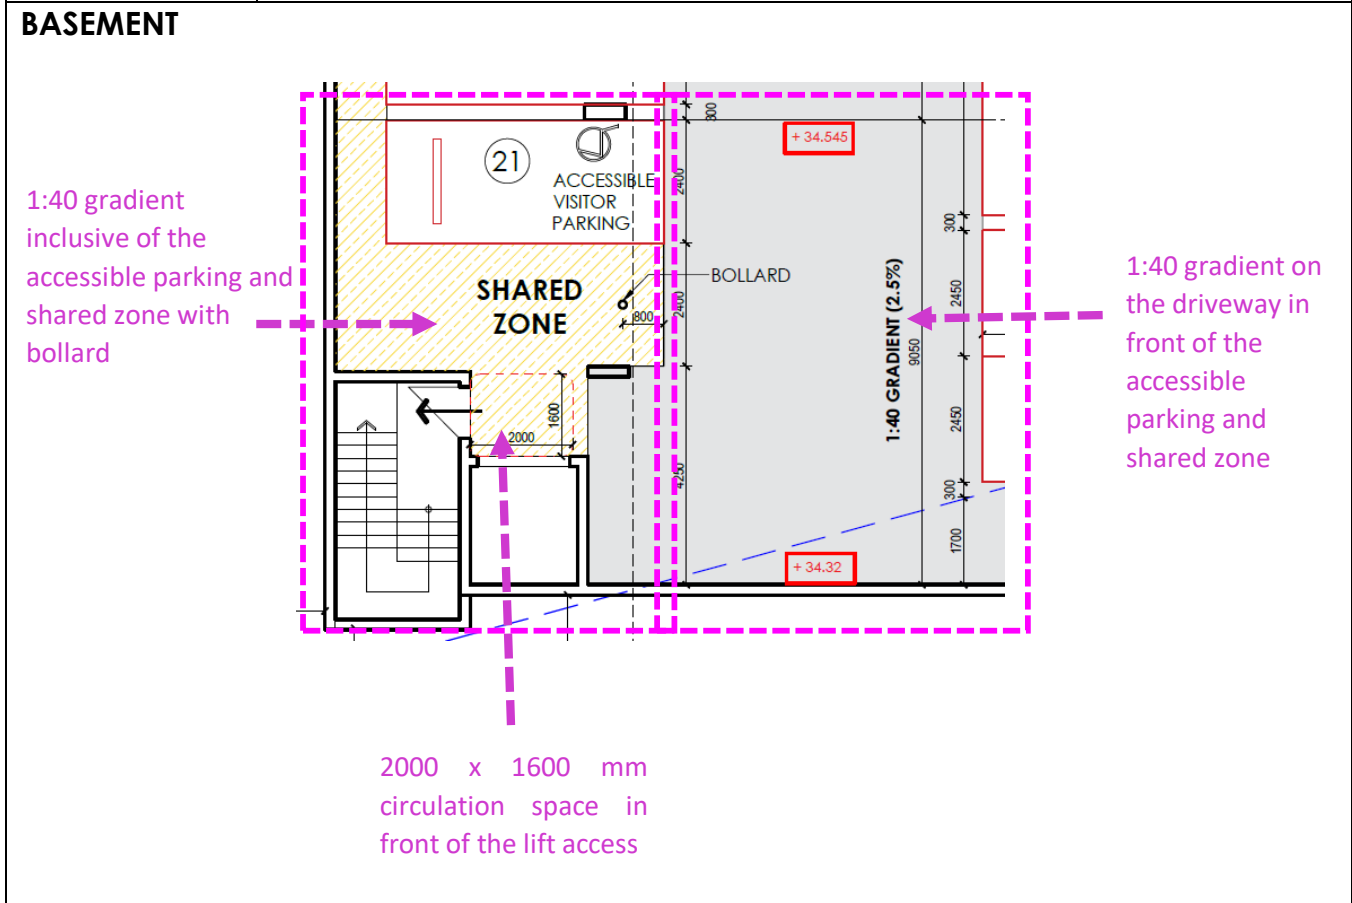 BASEMENT
300
+ 34.545
21
ACCESSIBLE
VISITOR
PARKING
2400
1:40 gradient
inclusive of the
accessible parking and
shared zone with
bollard
SHARED
ZONE
BOLLARD
800
2400
1:40 GRADIENT (2.5%)
9050
300
2450
2450
300
1700
1:40 gradient on
the driveway in
front of the
accessible
parking and
shared zone
1600
2000
4250
+ 34.32
2000 x 1600 mm
circulation space in
front of the lift access